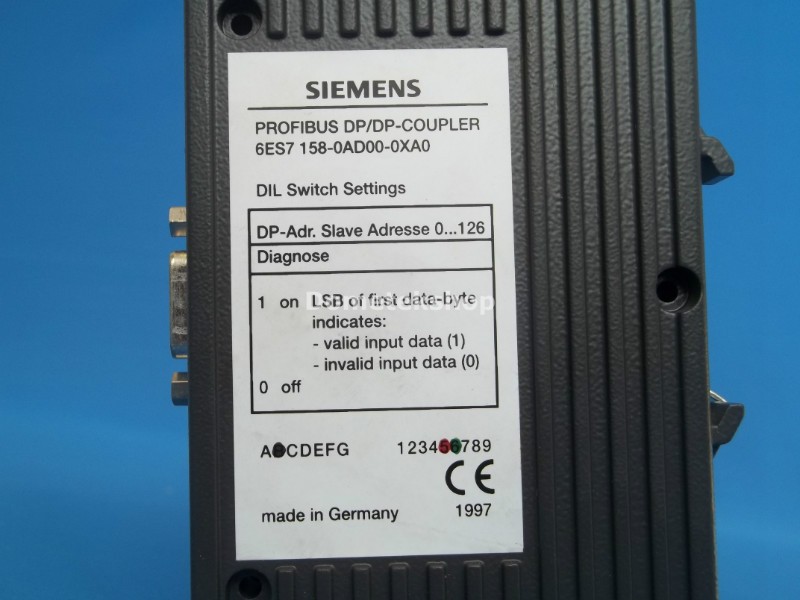 SIEMENS
PROFIBUS DP/DP-COUPLER
6ES7 158-0AD00-0XA0
DIL Switch Settings
DP-Adr. Slave Adresse 0...126
Diagnose
1 on LSB of first data-byte
indicates:
- valid input data (1)
- invalid input data (0)
0 off
ABCDEFG 123456789
CE
made in Germany 1997